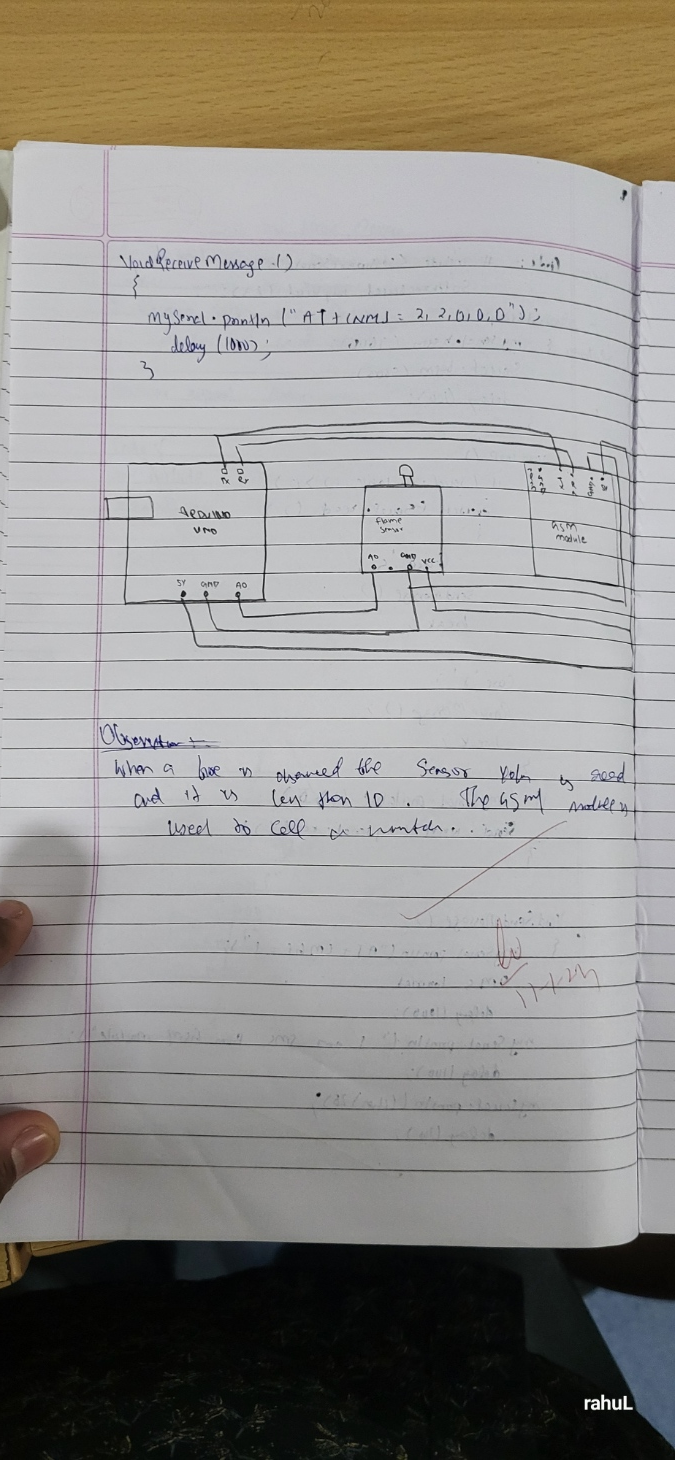 Void Receive Message ()
{
mySerial.println ("AT+CNMI = 2, 2, 0, 0, 0");
delay (1000);
}
Tx Rx
Arduino
UNO
5V GND A0
flame
sensor
A0 GND VCC
GSM
module
Observation :-
When a fire is observed the Sensor Value is read
and it is less than 10. The GSM module is
used to call a number.
rahuL